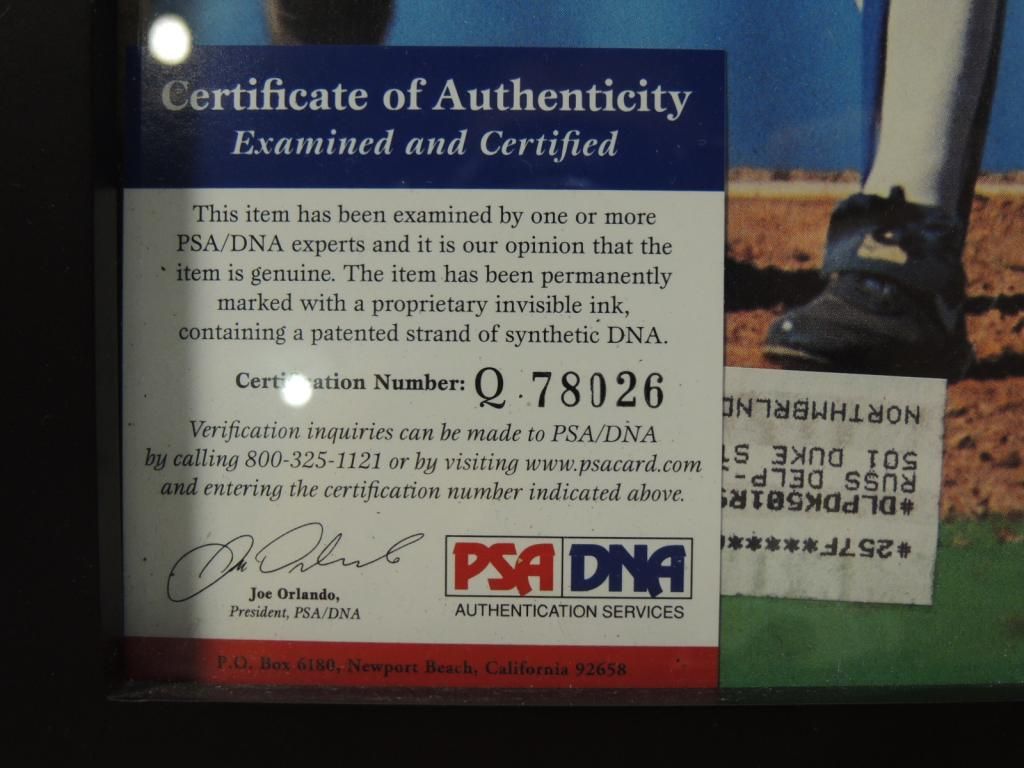 Certificate of Authenticity
Examined and Certified
This item has been examined by one or more
PSA/DNA experts and it is our opinion that the
item is genuine. The item has been permanently
marked with a proprietary invisible ink,
containing a patented strand of synthetic DNA.
Certification Number: Q 78026
Verification inquiries can be made to PSA/DNA
by calling 800-325-1121 or by visiting www.psacard.com
and entering the certification number indicated above.
Joe Orlando,
President, PSA/DNA
PSA DNA
AUTHENTICATION SERVICES
P.O. Box 6180, Newport Beach, California 92658
#257F******
#DLPDK501R
RUSS DELP-
501 DUKE ST
NORTHMBRLND